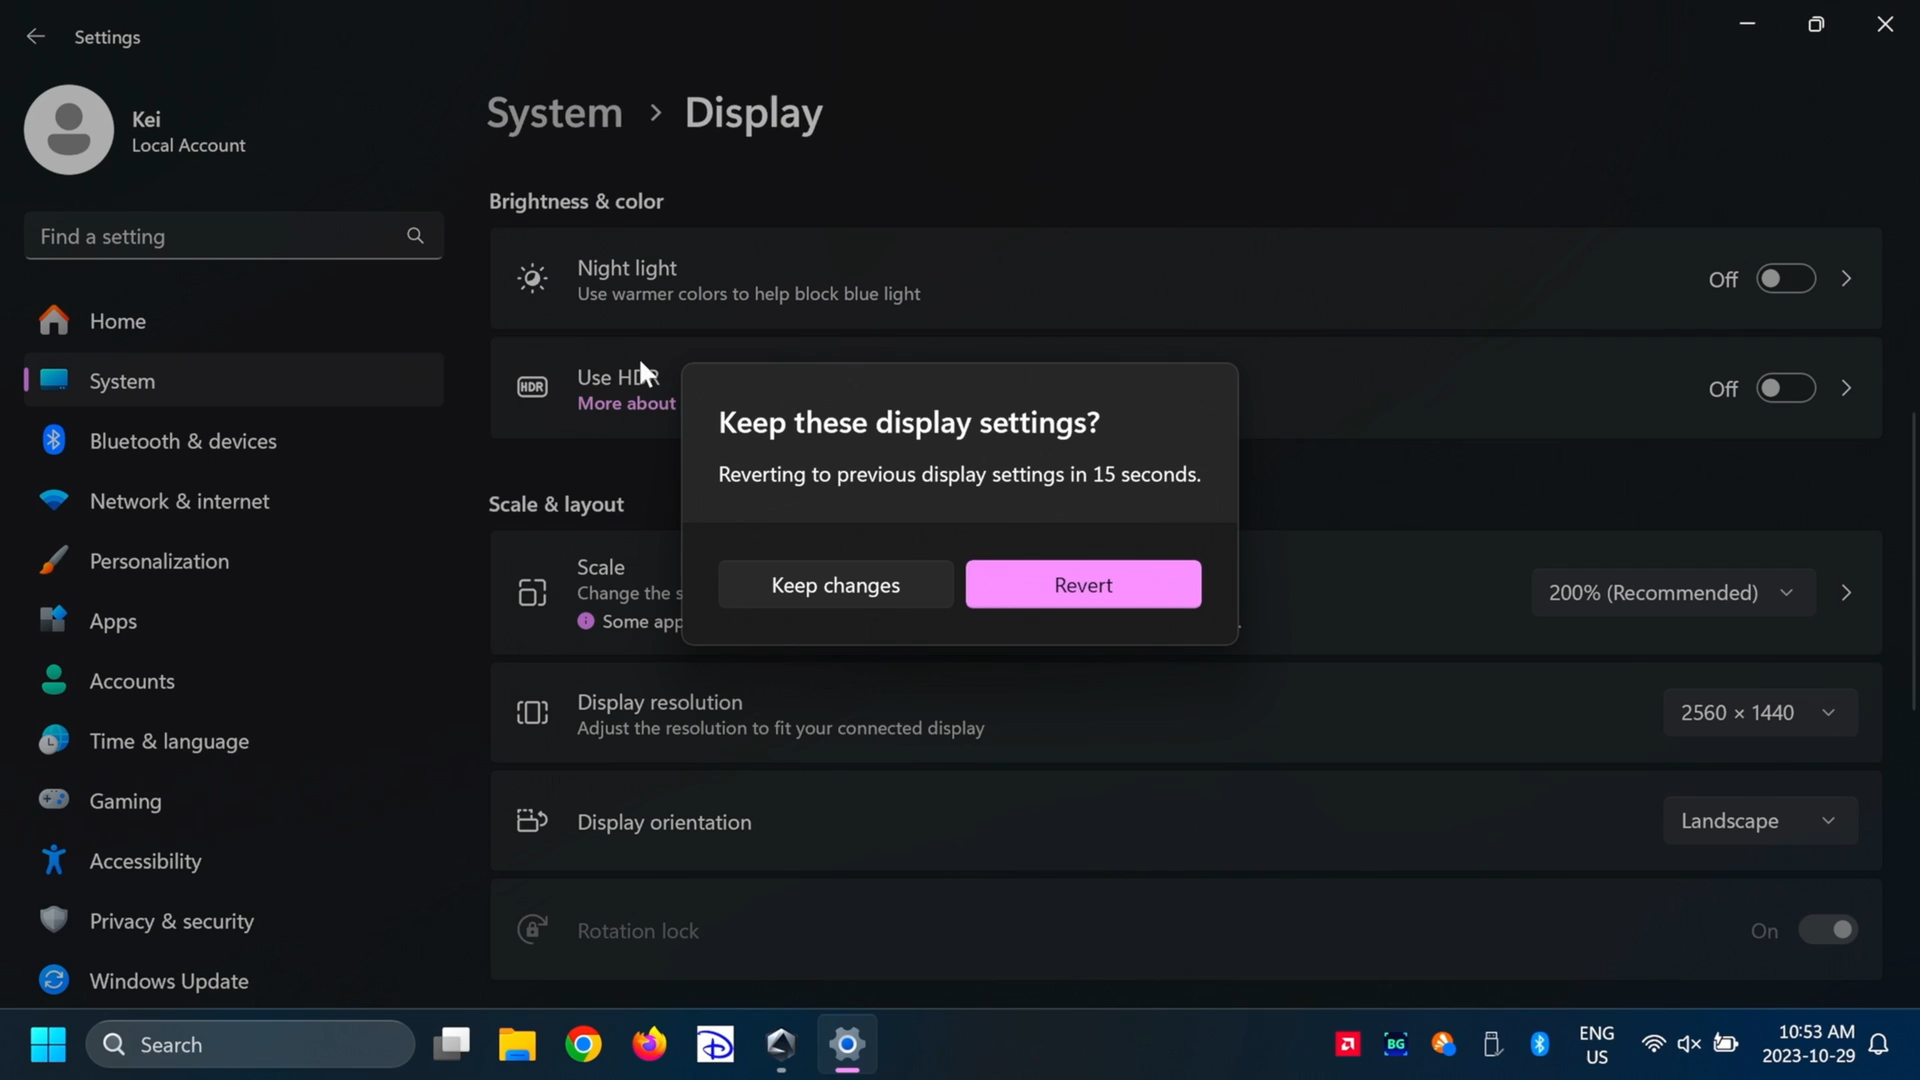 Settings
Kei
Local Account
Find a setting
Home
System
Bluetooth & devices
Network & internet
Personalization
Apps
Accounts
Time & language
Gaming
Accessibility
Privacy & security
Windows Update
System > Display
Brightness & color
Night light
Use warmer colors to help block blue light
Off
HDR
Use HDR
More about
Off
Keep these display settings?
Reverting to previous display settings in 15 seconds.
Keep changes
Revert
Scale & layout
Scale
Change the s
Some app
.
200% (Recommended)
Display resolution
Adjust the resolution to fit your connected display
2560 × 1440
Display orientation
Landscape
Rotation lock
On
Search
BG
ENG
US
10:53 AM
2023-10-29